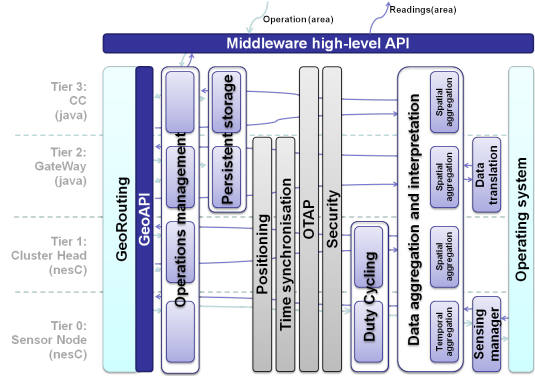 Operation(area)
Readings(area)
Middleware high-level API
Tier 3:
CC
(java)
Tier 2:
GateWay
(java)
Tier 1:
Cluster Head
(nesC)
Tier 0:
Sensor Node
(nesC)
GeoRouting
GeoAPI
Operations management
Persistent storage
Positioning
Time synchronisation
OTAP
Security
Duty Cycling
Data aggregation and interpretation
Spatial
aggregation
Spatial
aggregation
Spatial
aggregation
Temporal
aggregation
Data
translation
Sensing
manager
Operating system